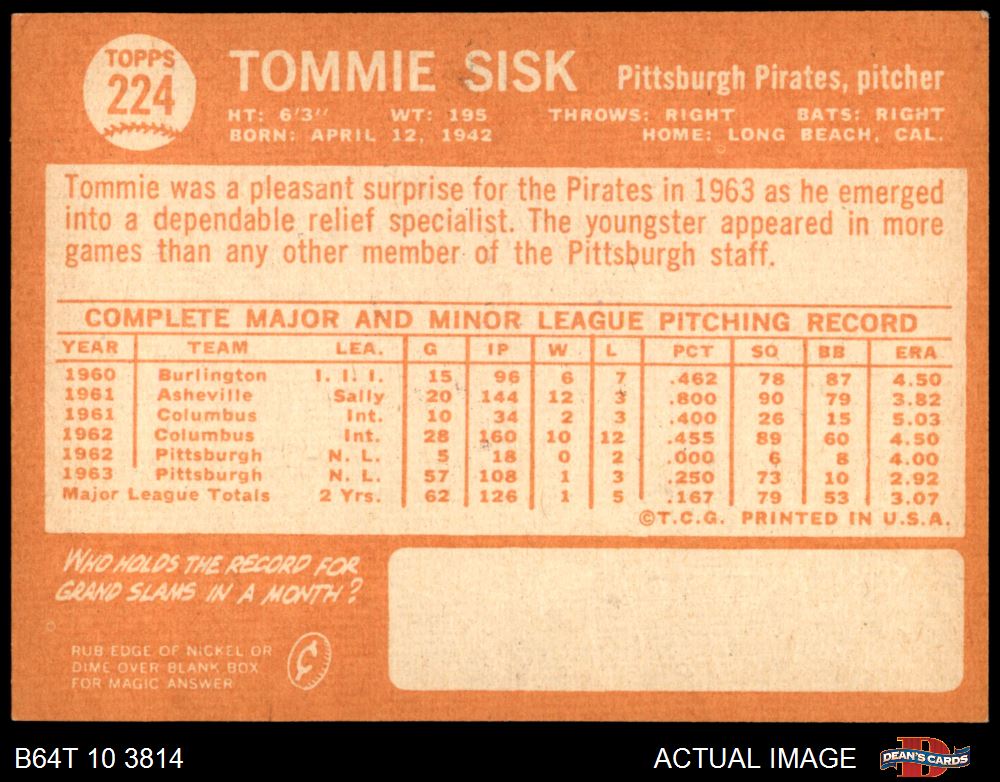 TOPPS
224
TOMMIE SISK Pittsburgh Pirates, pitcher
HT: 6'3" WT: 195 THROWS: RIGHT BATS: RIGHT
BORN: APRIL 12, 1942 HOME: LONG BEACH, CAL.
Tommie was a pleasant surprise for the Pirates in 1963 as he emerged
into a dependable relief specialist. The youngster appeared in more
games than any other member of the Pittsburgh staff.
COMPLETE MAJOR AND MINOR LEAGUE PITCHING RECORD
YEAR TEAM LEA. G IP W L PCT SO BB ERA
1960 Burlington I. I. I. 15 96 6 7 .462 78 87 4.50
1961 Asheville Sally 20 144 12 3 .800 90 79 3.82
1961 Columbus Int. 10 34 2 3 .400 26 15 5.03
1962 Columbus Int. 28 160 10 12 .455 89 60 4.50
1962 Pittsburgh N. L. 5 18 0 2 .000 6 8 4.00
1963 Pittsburgh N. L. 57 108 1 3 .250 73 10 2.92
Major League Totals 2 Yrs. 62 126 1 5 .167 79 53 3.07
©T.C.G. PRINTED IN U.S.A.
WHO HOLDS THE RECORD FOR
GRAND SLAMS IN A MONTH?
RUB EDGE OF NICKEL OR
DIME OVER BLANK BOX
FOR MAGIC ANSWER
¢
B64T 10 3814 ACTUAL IMAGE
D
DEAN'S CARDS